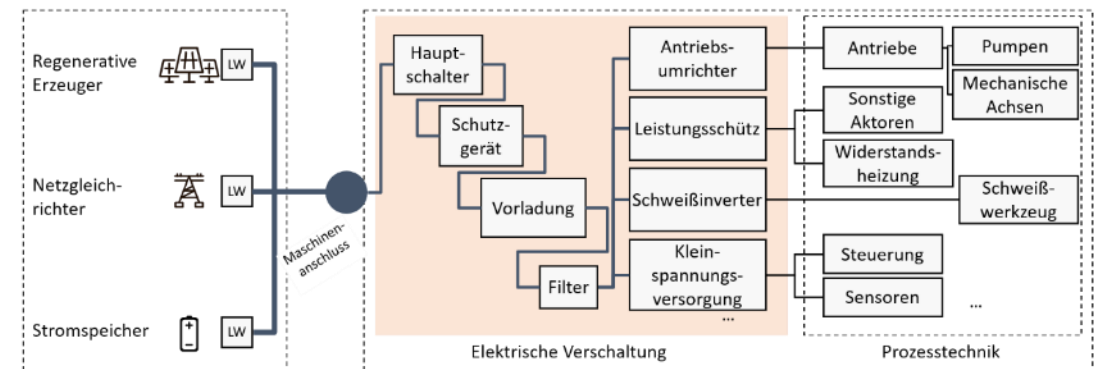 Regenerative
Erzeuger
LW
Netzgleich-
richter
LW
Stromspeicher
LW
Maschinen-
anschluss
Haupt-
schalter
Schutz-
gerät
Vorladung
Filter
Antriebs-
umrichter
Leistungsschütz
Schweißinverter
Klein-
spannungs-
versorgung
...
Elektrische Verschaltung
Antriebe
Pumpen
Mechanische
Achsen
Sonstige
Aktoren
Widerstands-
heizung
Schweiß-
werkzeug
Steuerung
Sensoren
...
Prozesstechnik